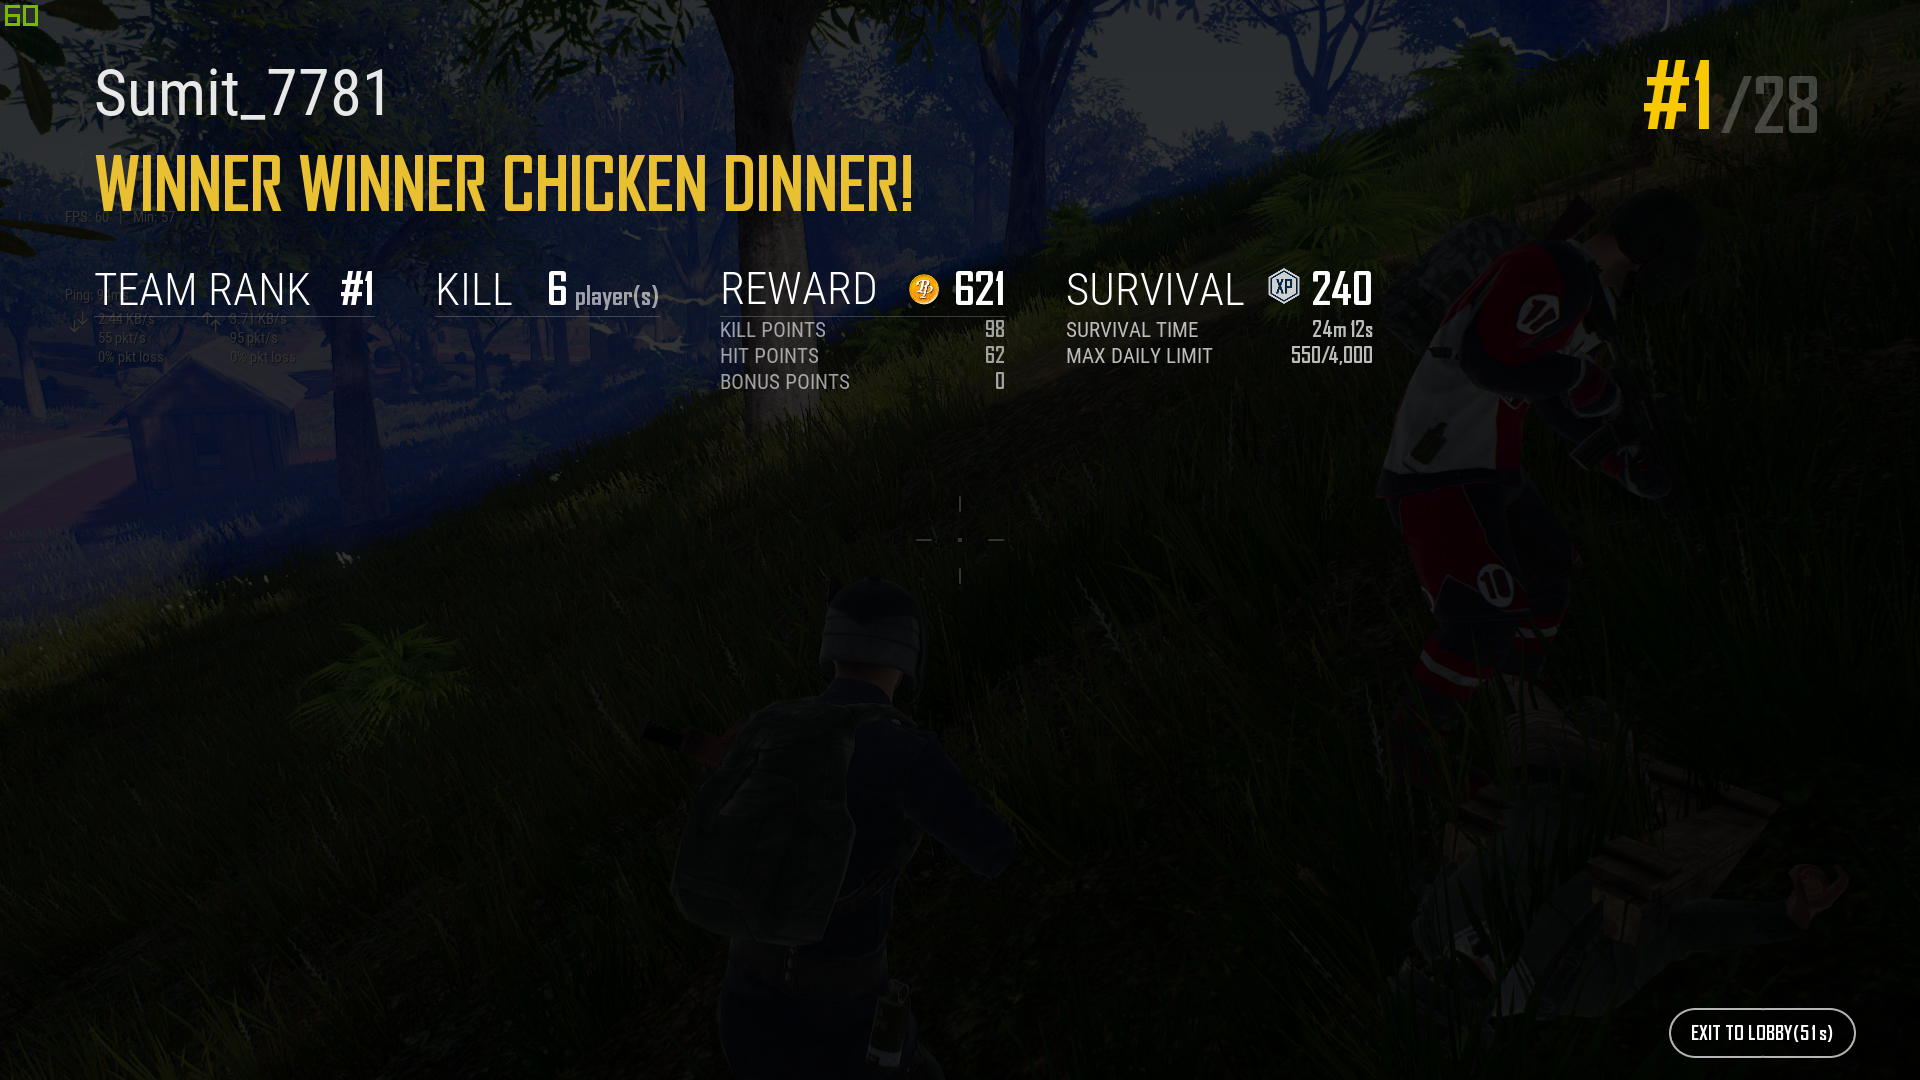 60
Sumit_7781
#1/28
WINNER WINNER CHICKEN DINNER!
FPS: 60 | Min: 57
TEAM RANK #1
KILL 6 player(s)
REWARD 621
SURVIVAL XP 240
Ping:
2.44 KB/s 3.71 KB/s
55 pkt/s 95 pkt/s
0% pkt loss 0% pkt loss
KILL POINTS 98
HIT POINTS 62
BONUS POINTS 0
SURVIVAL TIME 24m 12s
MAX DAILY LIMIT 550/4,000
10
EXIT TO LOBBY(51s)